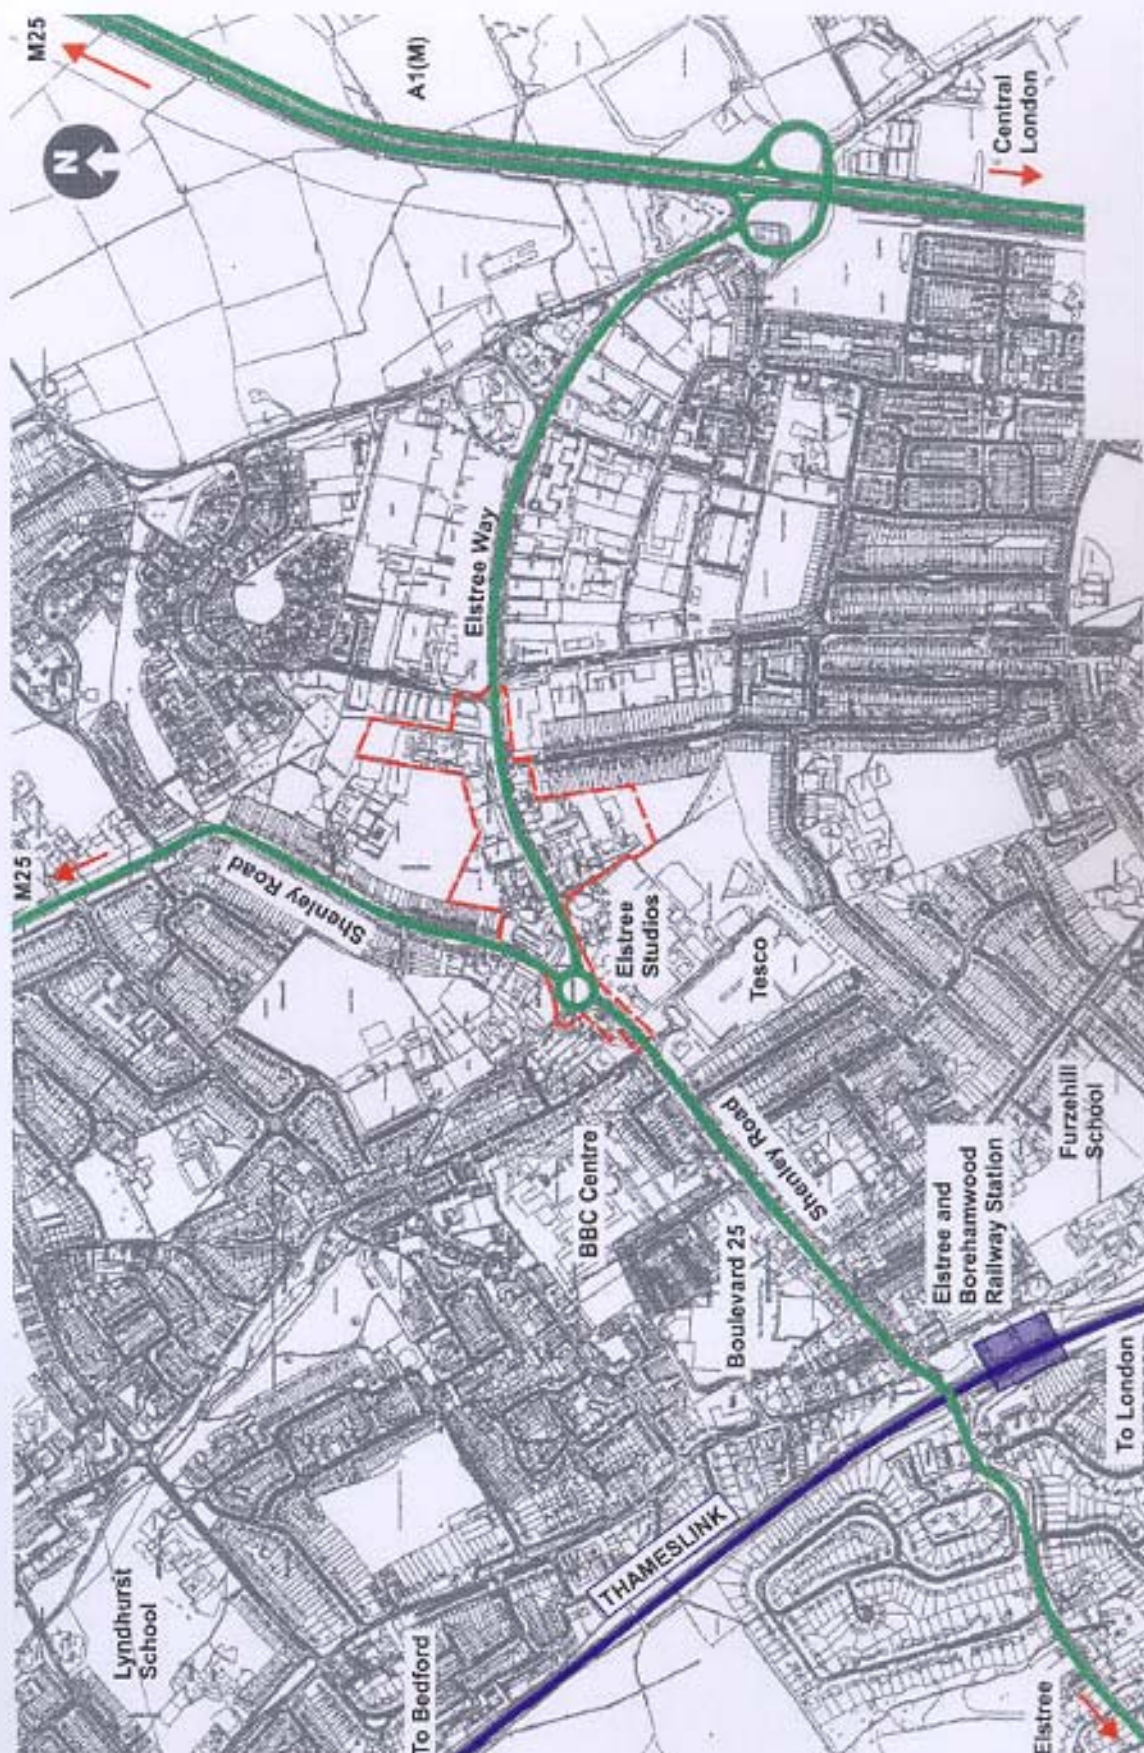 M25
N
A1(M)
Central
London
M25
Shenley Road
Elstree Way
Elstree
Studios
Tesco
BBC Centre
Shenley Road
Boulevard 25
Elstree and
Borehamwood
Railway Station
Furzehill
School
Lyndhurst
School
THAMESLINK
To Bedford
To London
Elstree